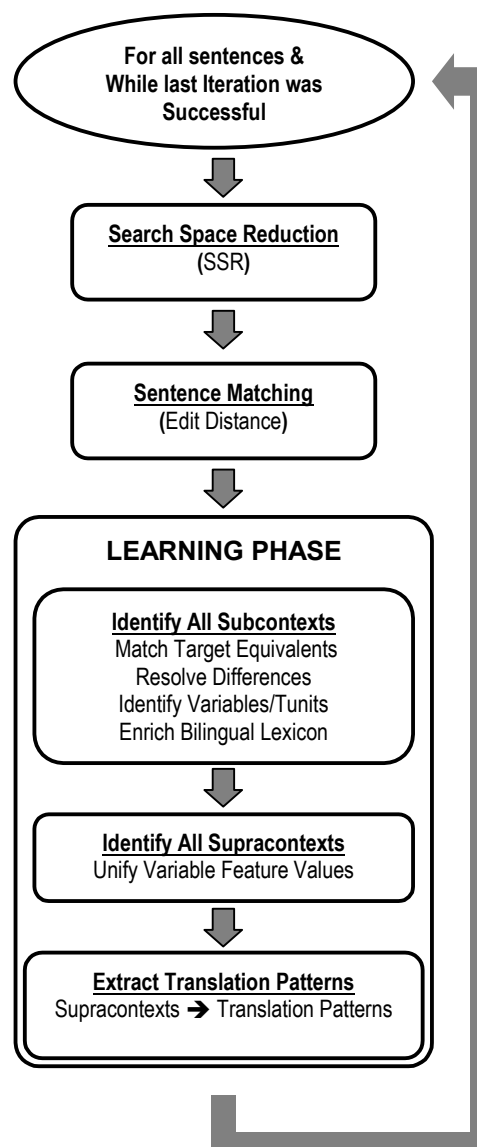 For all sentences &
While last Iteration was
Successful
Search Space Reduction
(SSR)
Sentence Matching
(Edit Distance)
LEARNING PHASE
Identify All Subcontexts
Match Target Equivalents
Resolve Differences
Identify Variables/Tunits
Enrich Bilingual Lexicon
Identify All Supracontexts
Unify Variable Feature Values
Extract Translation Patterns
Supracontexts ➔ Translation Patterns